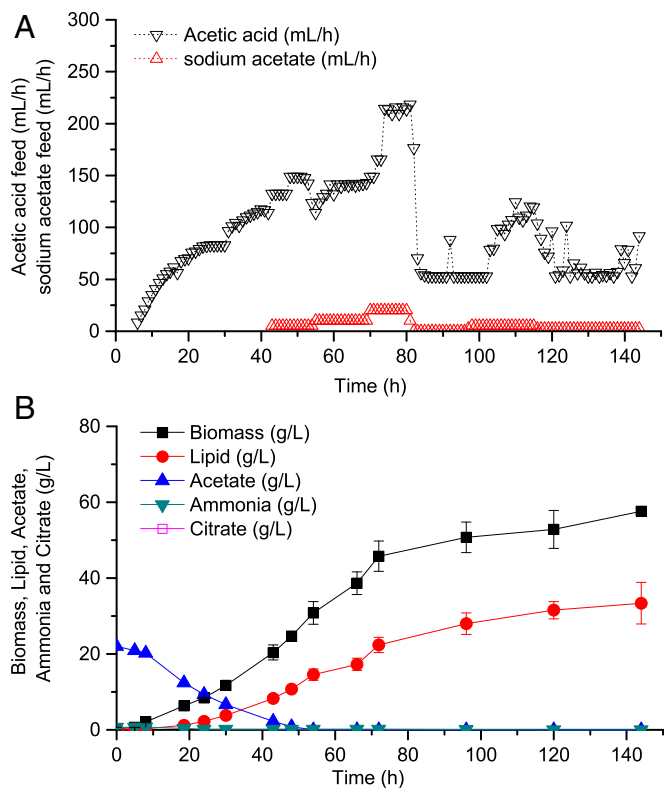 A
300
250
200
150
100
50
0
Acetic acid (mL/h)
sodium acetate (mL/h)
Acetic acid feed (mL/h)
sodium acetate feed (mL/h)
0 20 40 60 80 100 120 140
Time (h)
B
80
60
40
20
0
Biomass (g/L)
Lipid (g/L)
Acetate (g/L)
Ammonia (g/L)
Citrate (g/L)
Biomass, Lipid, Acetate,
Ammonia and Citrate (g/L)
0 20 40 60 80 100 120 140
Time (h)